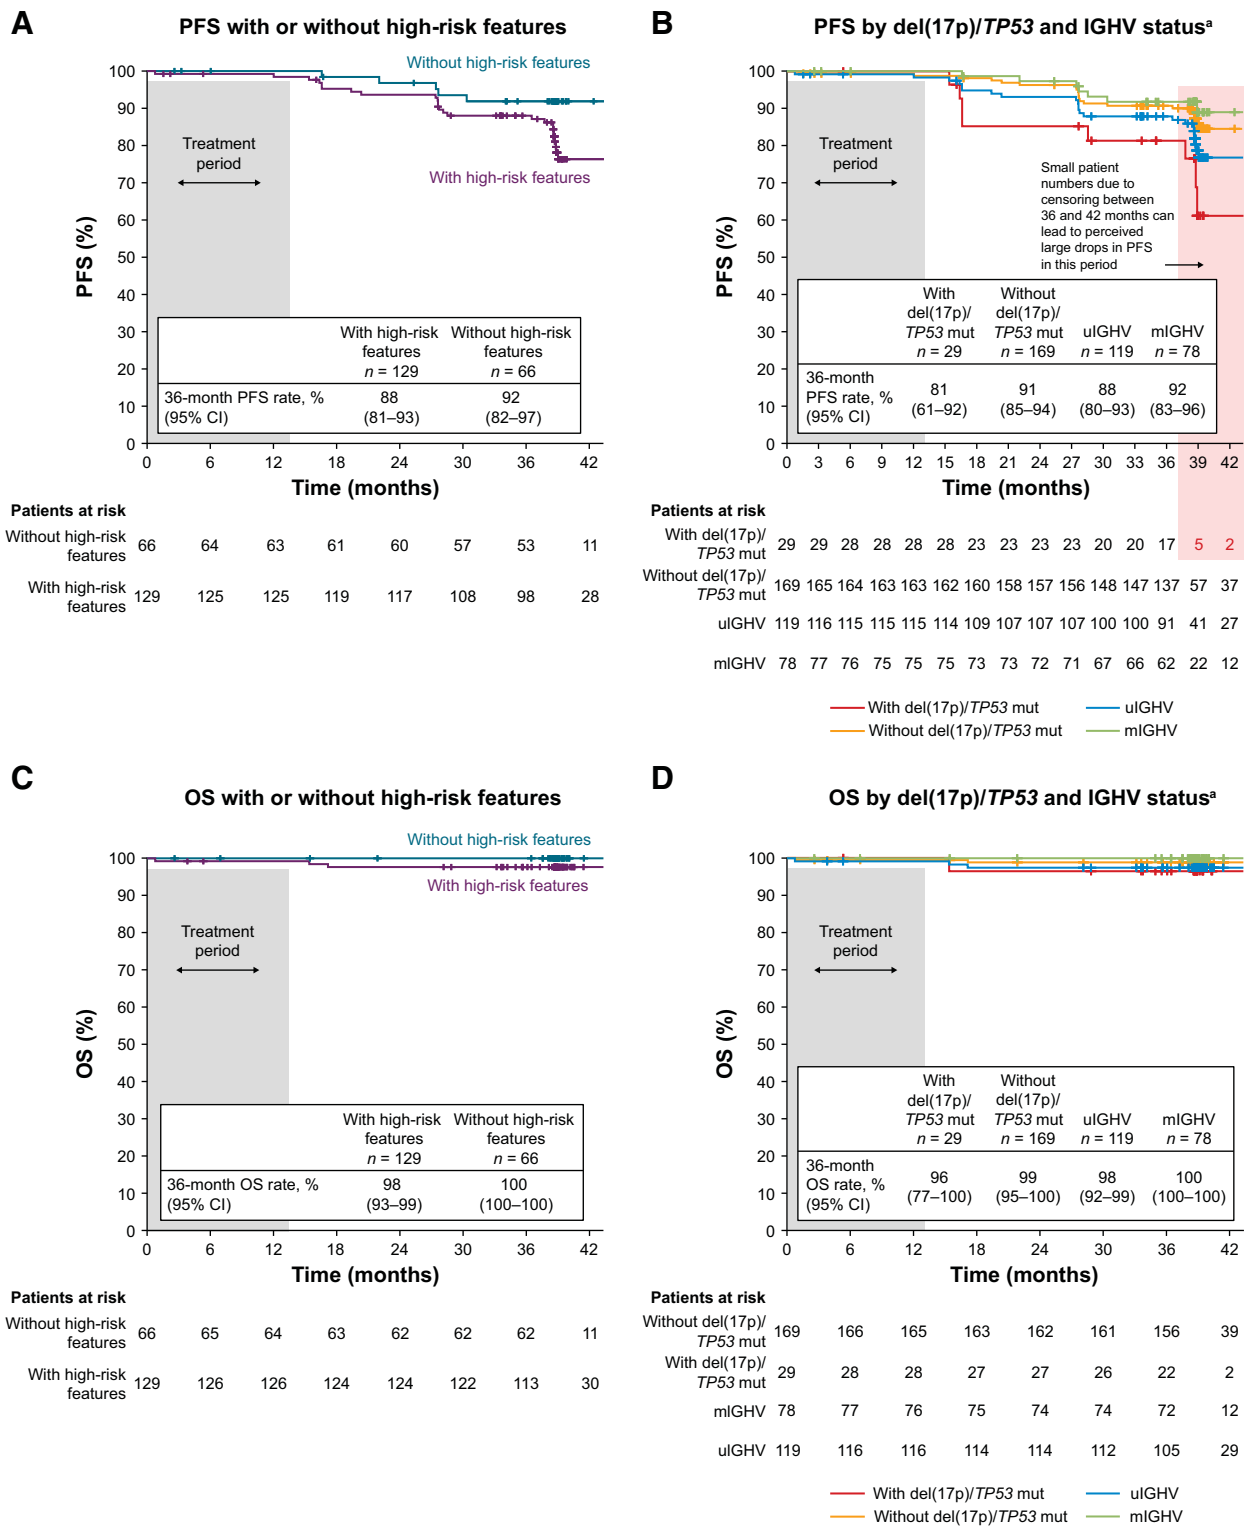 A
PFS with or without high-risk features
PFS (%)
100
90
80
70
60
50
40
30
20
10
0
Without high-risk features
With high-risk features
Treatment
period
With high-risk
features
n = 129
Without high-risk
features
n = 66
36-month PFS rate, %
(95% CI)
88
(81–93)
92
(82–97)
0 6 12 18 24 30 36 42
Time (months)
Patients at risk
Without high-risk
features
66 64 63 61 60 57 53 11
With high-risk
features
129 125 125 119 117 108 98 28
B
PFS by del(17p)/TP53 and IGHV statusᵃ
PFS (%)
100
90
80
70
60
50
40
30
20
10
0
Treatment
period
Small patient
numbers due to
censoring between
36 and 42 months can
lead to perceived
large drops in PFS
in this period
With
del(17p)/
TP53 mut
n = 29
Without
del(17p)/
TP53 mut
n = 169
uIGHV
n = 119
mIGHV
n = 78
36-month
PFS rate, %
(95% CI)
81
(61–92)
91
(85–94)
88
(80–93)
92
(83–96)
0 3 6 9 12 15 18 21 24 27 30 33 36 39 42
Time (months)
Patients at risk
With del(17p)/
TP53 mut
29 29 28 28 28 28 23 23 23 23 20 20 17 5 2
Without del(17p)/
TP53 mut
169 165 164 163 163 162 160 158 157 156 148 147 137 57 37
uIGHV 119 116 115 115 115 114 109 107 107 107 100 100 91 41 27
mIGHV 78 77 76 75 75 75 73 73 72 71 67 66 62 22 12
With del(17p)/TP53 mut
Without del(17p)/TP53 mut
uIGHV
mIGHV
C
OS with or without high-risk features
OS (%)
100
90
80
70
60
50
40
30
20
10
0
Without high-risk features
With high-risk features
Treatment
period
With high-risk
features
n = 129
Without high-risk
features
n = 66
36-month OS rate, %
(95% CI)
98
(93–99)
100
(100–100)
0 6 12 18 24 30 36 42
Time (months)
Patients at risk
Without high-risk
features
66 65 64 63 62 62 62 11
With high-risk
features
129 126 126 124 124 122 113 30
D
OS by del(17p)/TP53 and IGHV statusᵃ
OS (%)
100
90
80
70
60
50
40
30
20
10
0
Treatment
period
With
del(17p)/
TP53 mut
n = 29
Without
del(17p)/
TP53 mut
n = 169
uIGHV
n = 119
mIGHV
n = 78
36-month
OS rate, %
(95% CI)
96
(77–100)
99
(95–100)
98
(92–99)
100
(100–100)
0 6 12 18 24 30 36 42
Time (months)
Patients at risk
Without del(17p)/
TP53 mut
169 166 165 163 162 161 156 39
With del(17p)/
TP53 mut
29 28 28 27 27 26 22 2
mIGHV 78 77 76 75 74 74 72 12
uIGHV 119 116 116 114 114 112 105 29
With del(17p)/TP53 mut
Without del(17p)/TP53 mut
uIGHV
mIGHV